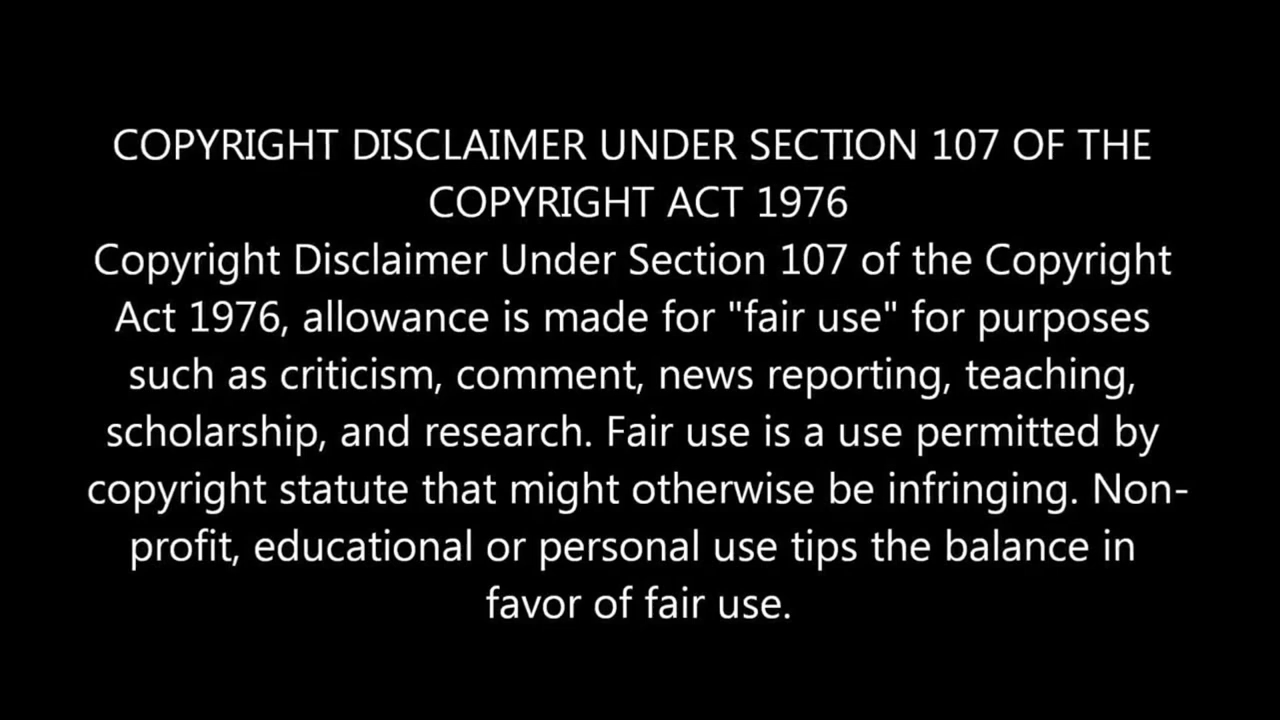 COPYRIGHT DISCLAIMER UNDER SECTION 107 OF THE
COPYRIGHT ACT 1976
Copyright Disclaimer Under Section 107 of the Copyright
Act 1976, allowance is made for "fair use" for purposes
such as criticism, comment, news reporting, teaching,
scholarship, and research. Fair use is a use permitted by
copyright statute that might otherwise be infringing. Non-
profit, educational or personal use tips the balance in
favor of fair use.